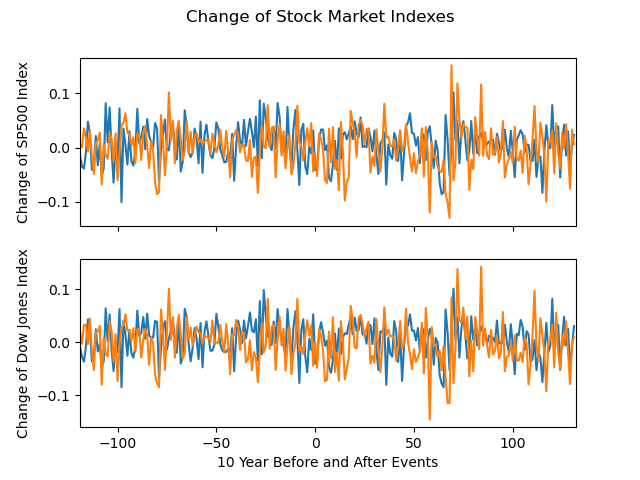 Change of Stock Market Indexes
Change of SP500 Index
0.1
0.0
−0.1
Change of Dow Jones Index
0.1
0.0
−0.1
−100
−50
0
50
100
10 Year Before and After Events